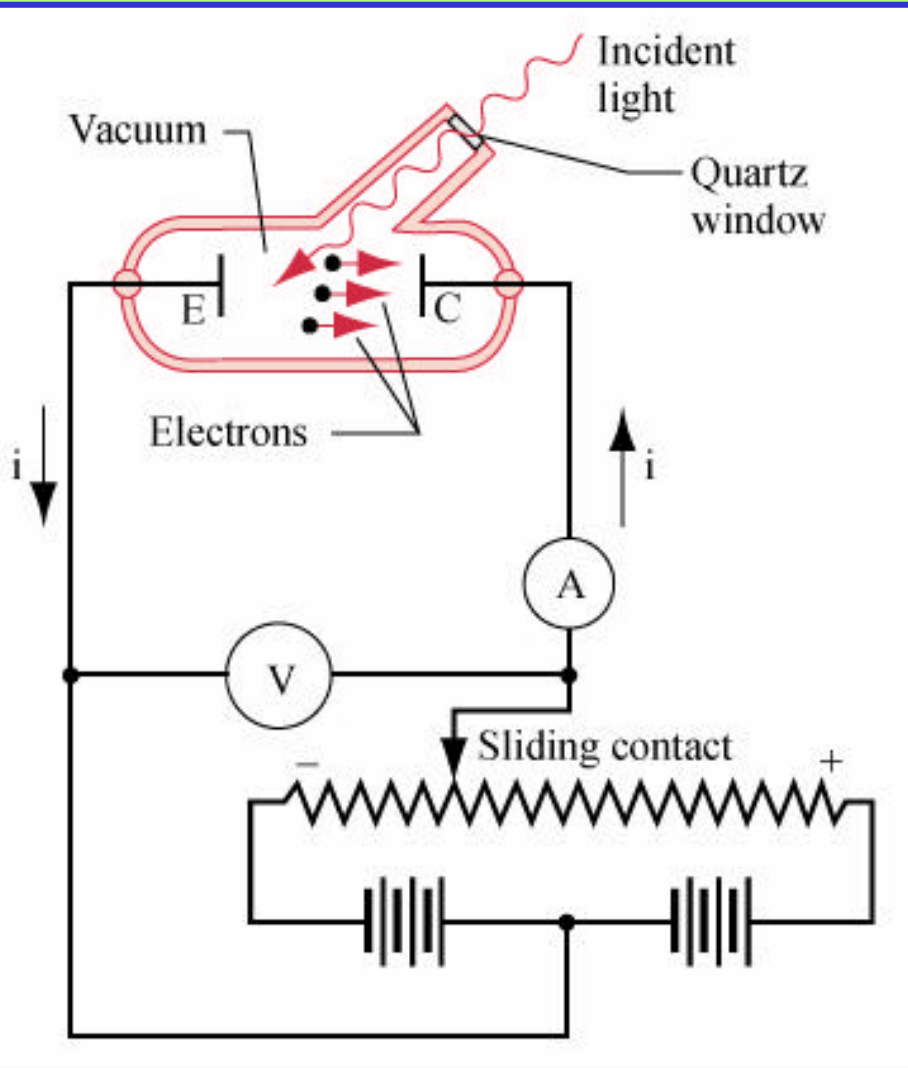 Incident
light
Vacuum
Quartz
window
E
C
Electrons
i
i
A
V
Sliding contact
−
+